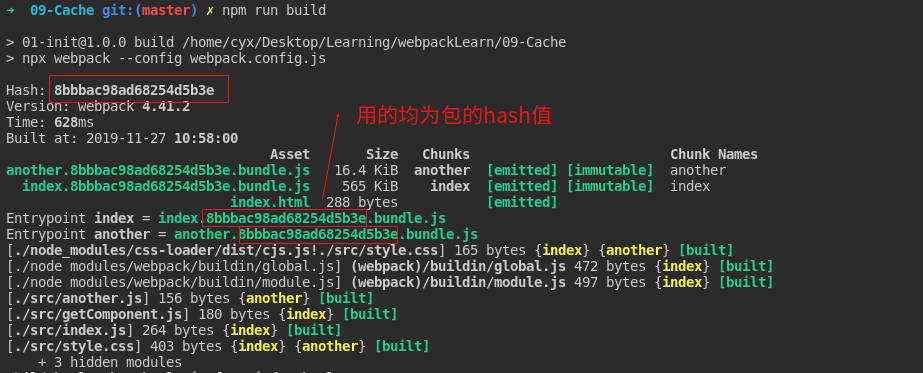 ➜ 09-Cache git:(master) ✗ npm run build
> 01-init@1.0.0 build /home/cyx/Desktop/Learning/webpackLearn/09-Cache
> npx webpack --config webpack.config.js
Hash: 8bbbac98ad68254d5b3e
Version: webpack 4.41.2
用的均为包的hash值
Time: 628ms
Built at: 2019-11-27 10:58:00
Asset Size Chunks Chunk Names
another.8bbbac98ad68254d5b3e.bundle.js 16.4 KiB another [emitted] [immutable] another
index.8bbbac98ad68254d5b3e.bundle.js 565 KiB index [emitted] [immutable] index
index.html 288 bytes [emitted]
Entrypoint index = index.8bbbac98ad68254d5b3e.bundle.js
Entrypoint another = another.8bbbac98ad68254d5b3e.bundle.js
[./node_modules/css-loader/dist/cjs.js!./src/style.css] 165 bytes {index} {another} [built]
[./node_modules/webpack/buildin/global.js] (webpack)/buildin/global.js 472 bytes {index} [built]
[./node_modules/webpack/buildin/module.js] (webpack)/buildin/module.js 497 bytes {index} [built]
[./src/another.js] 156 bytes {another} [built]
[./src/getComponent.js] 180 bytes {index} [built]
[./src/index.js] 264 bytes {index} [built]
[./src/style.css] 403 bytes {index} {another} [built]
+ 3 hidden modules